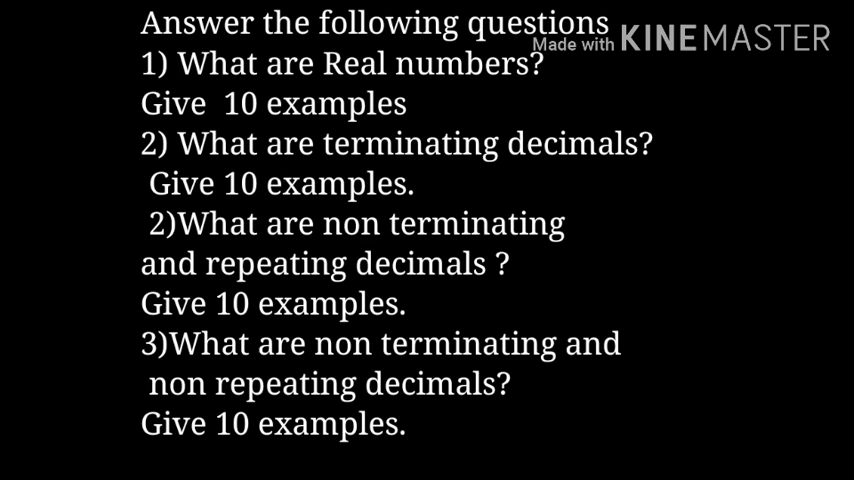 Answer the following questions
Made with KINEMASTER
1) What are Real numbers?
Give 10 examples
2) What are terminating decimals?
Give 10 examples.
2)What are non terminating
and repeating decimals ?
Give 10 examples.
3)What are non terminating and
non repeating decimals?
Give 10 examples.